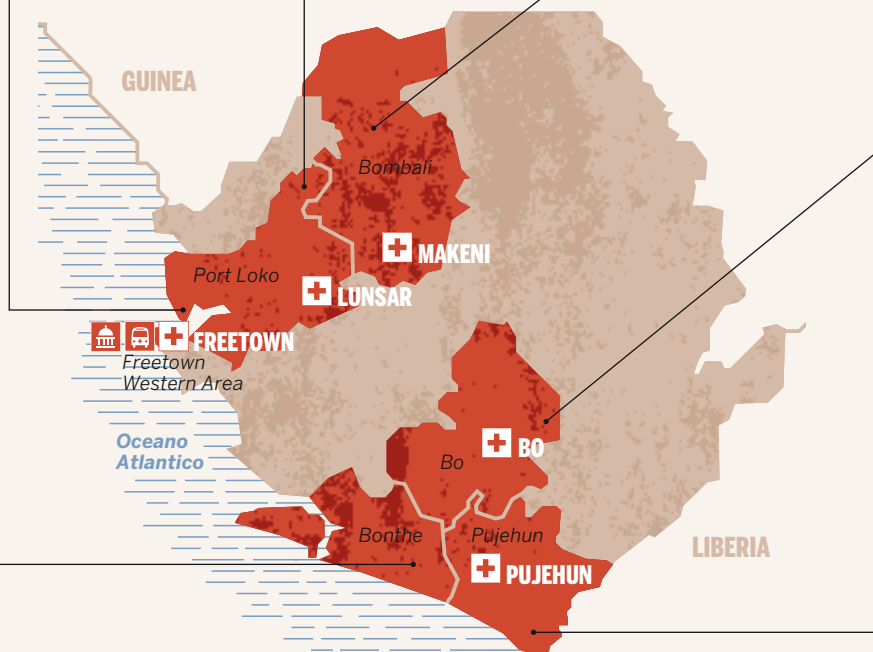 GUINEA
Bombali
MAKENI
Port Loko
LUNSAR
FREETOWN
Freetown
Western Area
Oceano
Atlantico
BO
Bo
Bonthe
Pujehun
LIBERIA
PUJEHUN